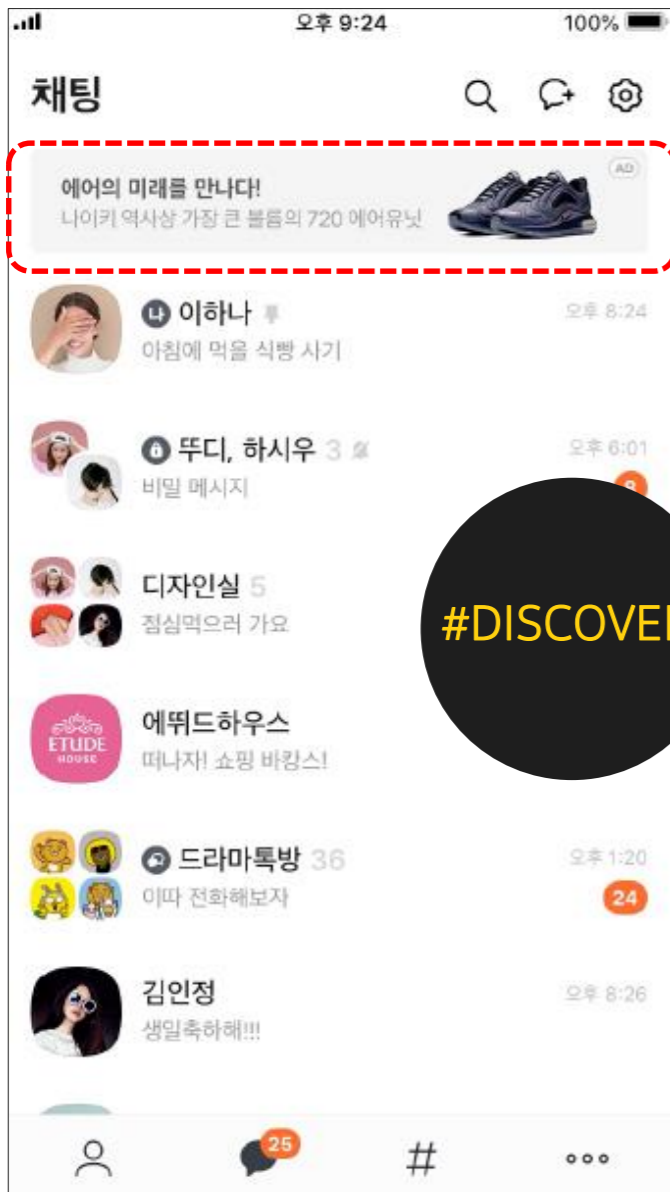 오후 9:24
100%
채팅
에어의 미래를 만나다!
AD
나이키 역사상 가장 큰 볼륨의 720 에어유닛
나 이하나
오후 8:24
아침에 먹을 식빵 사기
뚜디, 하시우 3
오후 6:01
비밀 메시지
디자인실 5
점심먹으러 가요
#DISCOVE
ETUDE
HOUSE
에뛰드하우스
떠나자! 쇼핑 바캉스!
드라마톡방 36
오후 1:20
이따 전화해보자
24
김인정
오후 8:26
생일축하해!!!
25
#